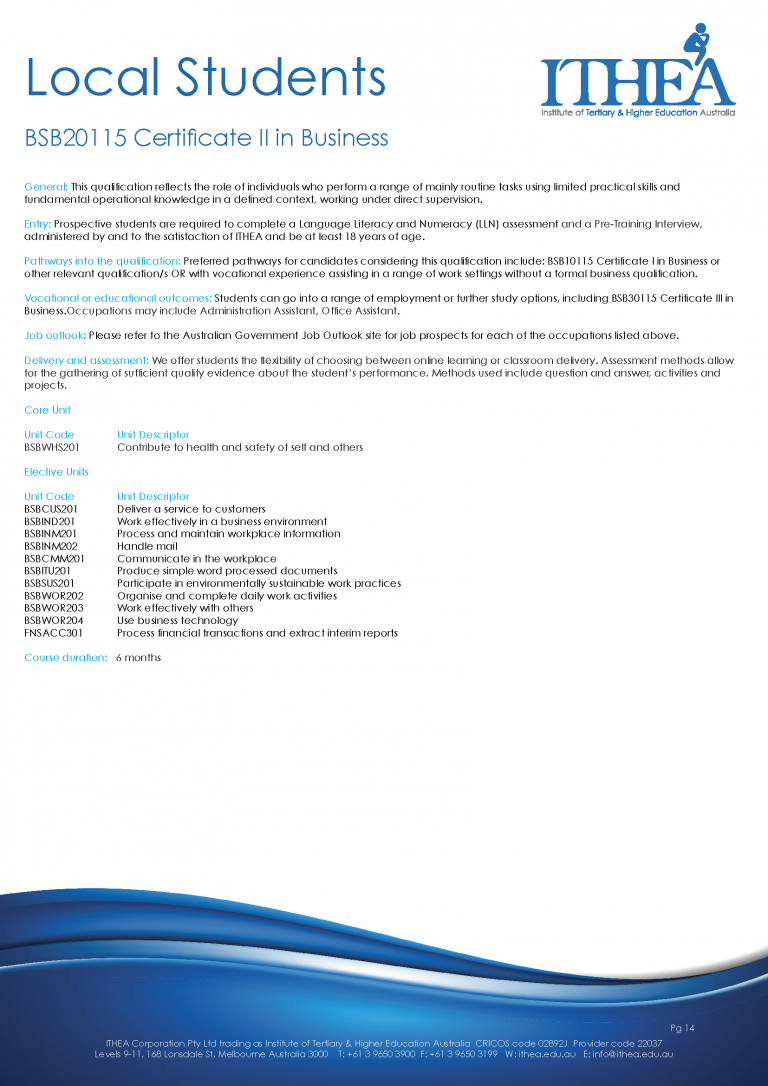 Local Students
ITHEA
Institute of Tertiary & Higher Education Australia
BSB20115 Certificate II in Business
General: This qualification reflects the role of individuals who perform a range of mainly routine tasks using limited practical skills and
fundamental operational knowledge in a defined context, working under direct supervision.
Entry: Prospective students are required to complete a Language Literacy and Numeracy (LLN) assessment and a Pre-Training Interview,
administered by and to the satisfaction of ITHEA and be at least 18 years of age.
Pathways into the qualification: Preferred pathways for candidates considering this qualification include: BSB10115 Certificate I in Business or
other relevant qualification/s OR with vocational experience assisting in a range of work settings without a formal business qualification.
Vocational or educational outcomes: Students can go into a range of employment or further study options, including BSB30115 Certificate III in
Business.Occupations may include Administration Assistant, Office Assistant.
Job outlook: Please refer to the Australian Government Job Outlook site for job prospects for each of the occupations listed above.
Delivery and assessment: We offer students the flexibility of choosing between online learning or classroom delivery. Assessment methods allow
for the gathering of sufficient quality evidence about the student's performance. Methods used include question and answer, activities and
projects.
Core Unit
Unit Code Unit Descriptor
BSBWHS201 Contribute to health and safety of self and others
Elective Units
Unit Code Unit Descriptor
BSBCUS201 Deliver a service to customers
BSBIND201 Work effectively in a business environment
BSBINM201 Process and maintain workplace information
BSBINM202 Handle mail
BSBCMM201 Communicate in the workplace
BSBITU201 Produce simple word processed documents
BSBSUS201 Participate in environmentally sustainable work practices
BSBWOR202 Organise and complete daily work activities
BSBWOR203 Work effectively with others
BSBWOR204 Use business technology
FNSACC301 Process financial transactions and extract interim reports
Course duration: 6 months
Pg 14
ITHEA Corporation Pty Ltd trading as Institute of Tertiary & Higher Education Australia CRICOS code 02892J Provider code 22037
Levels 9-11, 168 Lonsdale St. Melbourne Australia 3000 T: +61 3 9650 3900 F: +61 3 9650 3199 W: ithea.edu.au E: info@ithea.edu.au